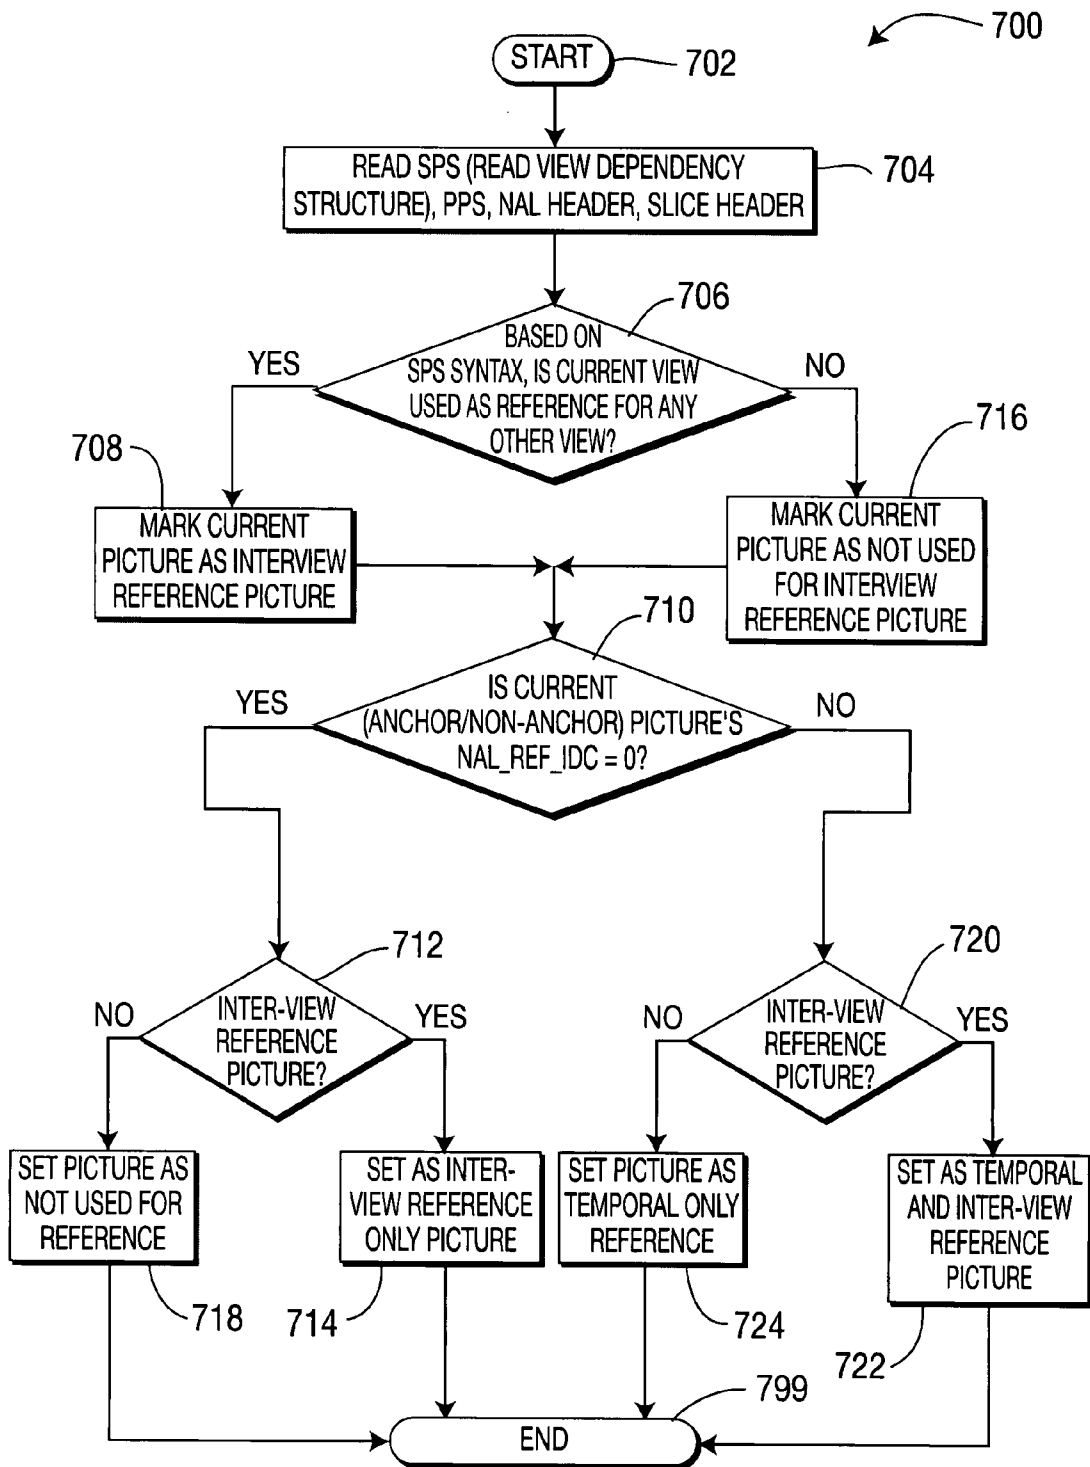 700
START
702
READ SPS (READ VIEW DEPENDENCY
STRUCTURE), PPS, NAL HEADER, SLICE HEADER
704
706
BASED ON
SPS SYNTAX, IS CURRENT VIEW
USED AS REFERENCE FOR ANY
OTHER VIEW?
YES
NO
708
716
MARK CURRENT
PICTURE AS INTERVIEW
REFERENCE PICTURE
MARK CURRENT
PICTURE AS NOT USED
FOR INTERVIEW
REFERENCE PICTURE
710
IS CURRENT
(ANCHOR/NON-ANCHOR) PICTURE'S
NAL_REF_IDC = 0?
YES
NO
712
INTER-VIEW
REFERENCE
PICTURE?
NO
YES
720
INTER-VIEW
REFERENCE
PICTURE?
NO
YES
SET PICTURE AS
NOT USED FOR
REFERENCE
SET AS INTER-
VIEW REFERENCE
ONLY PICTURE
SET PICTURE AS
TEMPORAL ONLY
REFERENCE
SET AS TEMPORAL
AND INTER-VIEW
REFERENCE
PICTURE
718
714
724
722
799
END